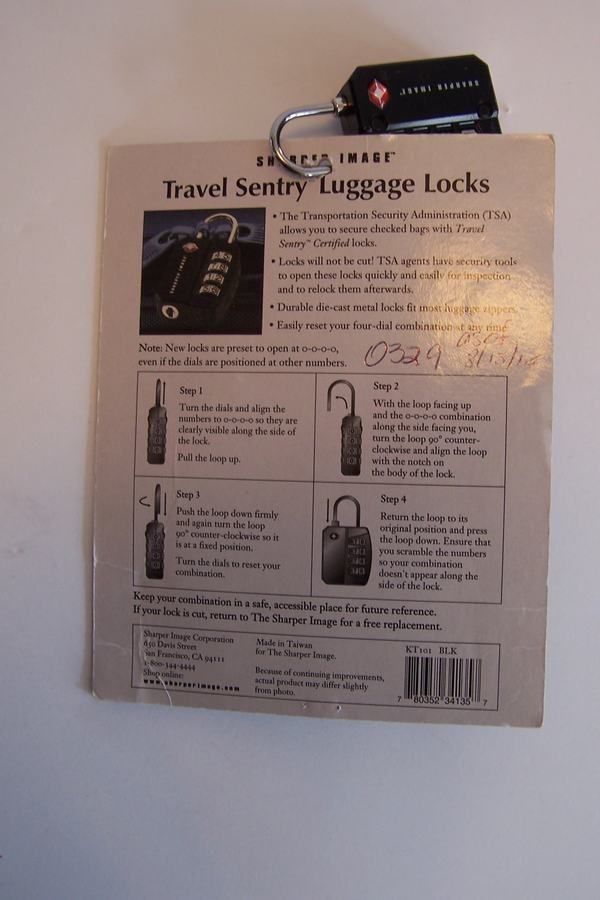 SHARPER IMAGE™
SHARPER IMAGE™
Travel Sentry™ Luggage Locks
• The Transportation Security Administration (TSA)
allows you to secure checked bags with Travel
Sentry™ Certified locks.
• Locks will not be cut! TSA agents have security tools
to open these locks quickly and easily for inspection
and to relock them afterwards.
• Durable die-cast metal locks fit most luggage zippers.
• Easily reset your four-dial combination at any time
Note: New locks are preset to open at 0-0-0-0,
even if the dials are positioned at other numbers.
0329
Step 1
Turn the dials and align the
numbers to 0-0-0-0 so they are
clearly visible along the side of
the lock.
Pull the loop up.
Step 2
With the loop facing up
and the 0-0-0-0 combination
along the side facing you,
turn the loop 90° counter-
clockwise and align the loop
with the notch on
the body of the lock.
Step 3
Push the loop down firmly
and again turn the loop
90° counter-clockwise so it
is at a fixed position.
Turn the dials to reset your
combination.
Step 4
Return the loop to its
original position and press
the loop down. Ensure that
you scramble the numbers
so your combination
doesn't appear along the
side of the lock.
Keep your combination in a safe, accessible place for future reference.
If your lock is cut, return to The Sharper Image for a free replacement.
Sharper Image Corporation
650 Davis Street
San Francisco, CA 94111
1-800-344-4444
Shop online:
www.sharperimage.com
Made in Taiwan
for The Sharper Image.
Because of continuing improvements,
actual product may differ slightly
from photo.
KT101 BLK
7 80352 34135 7